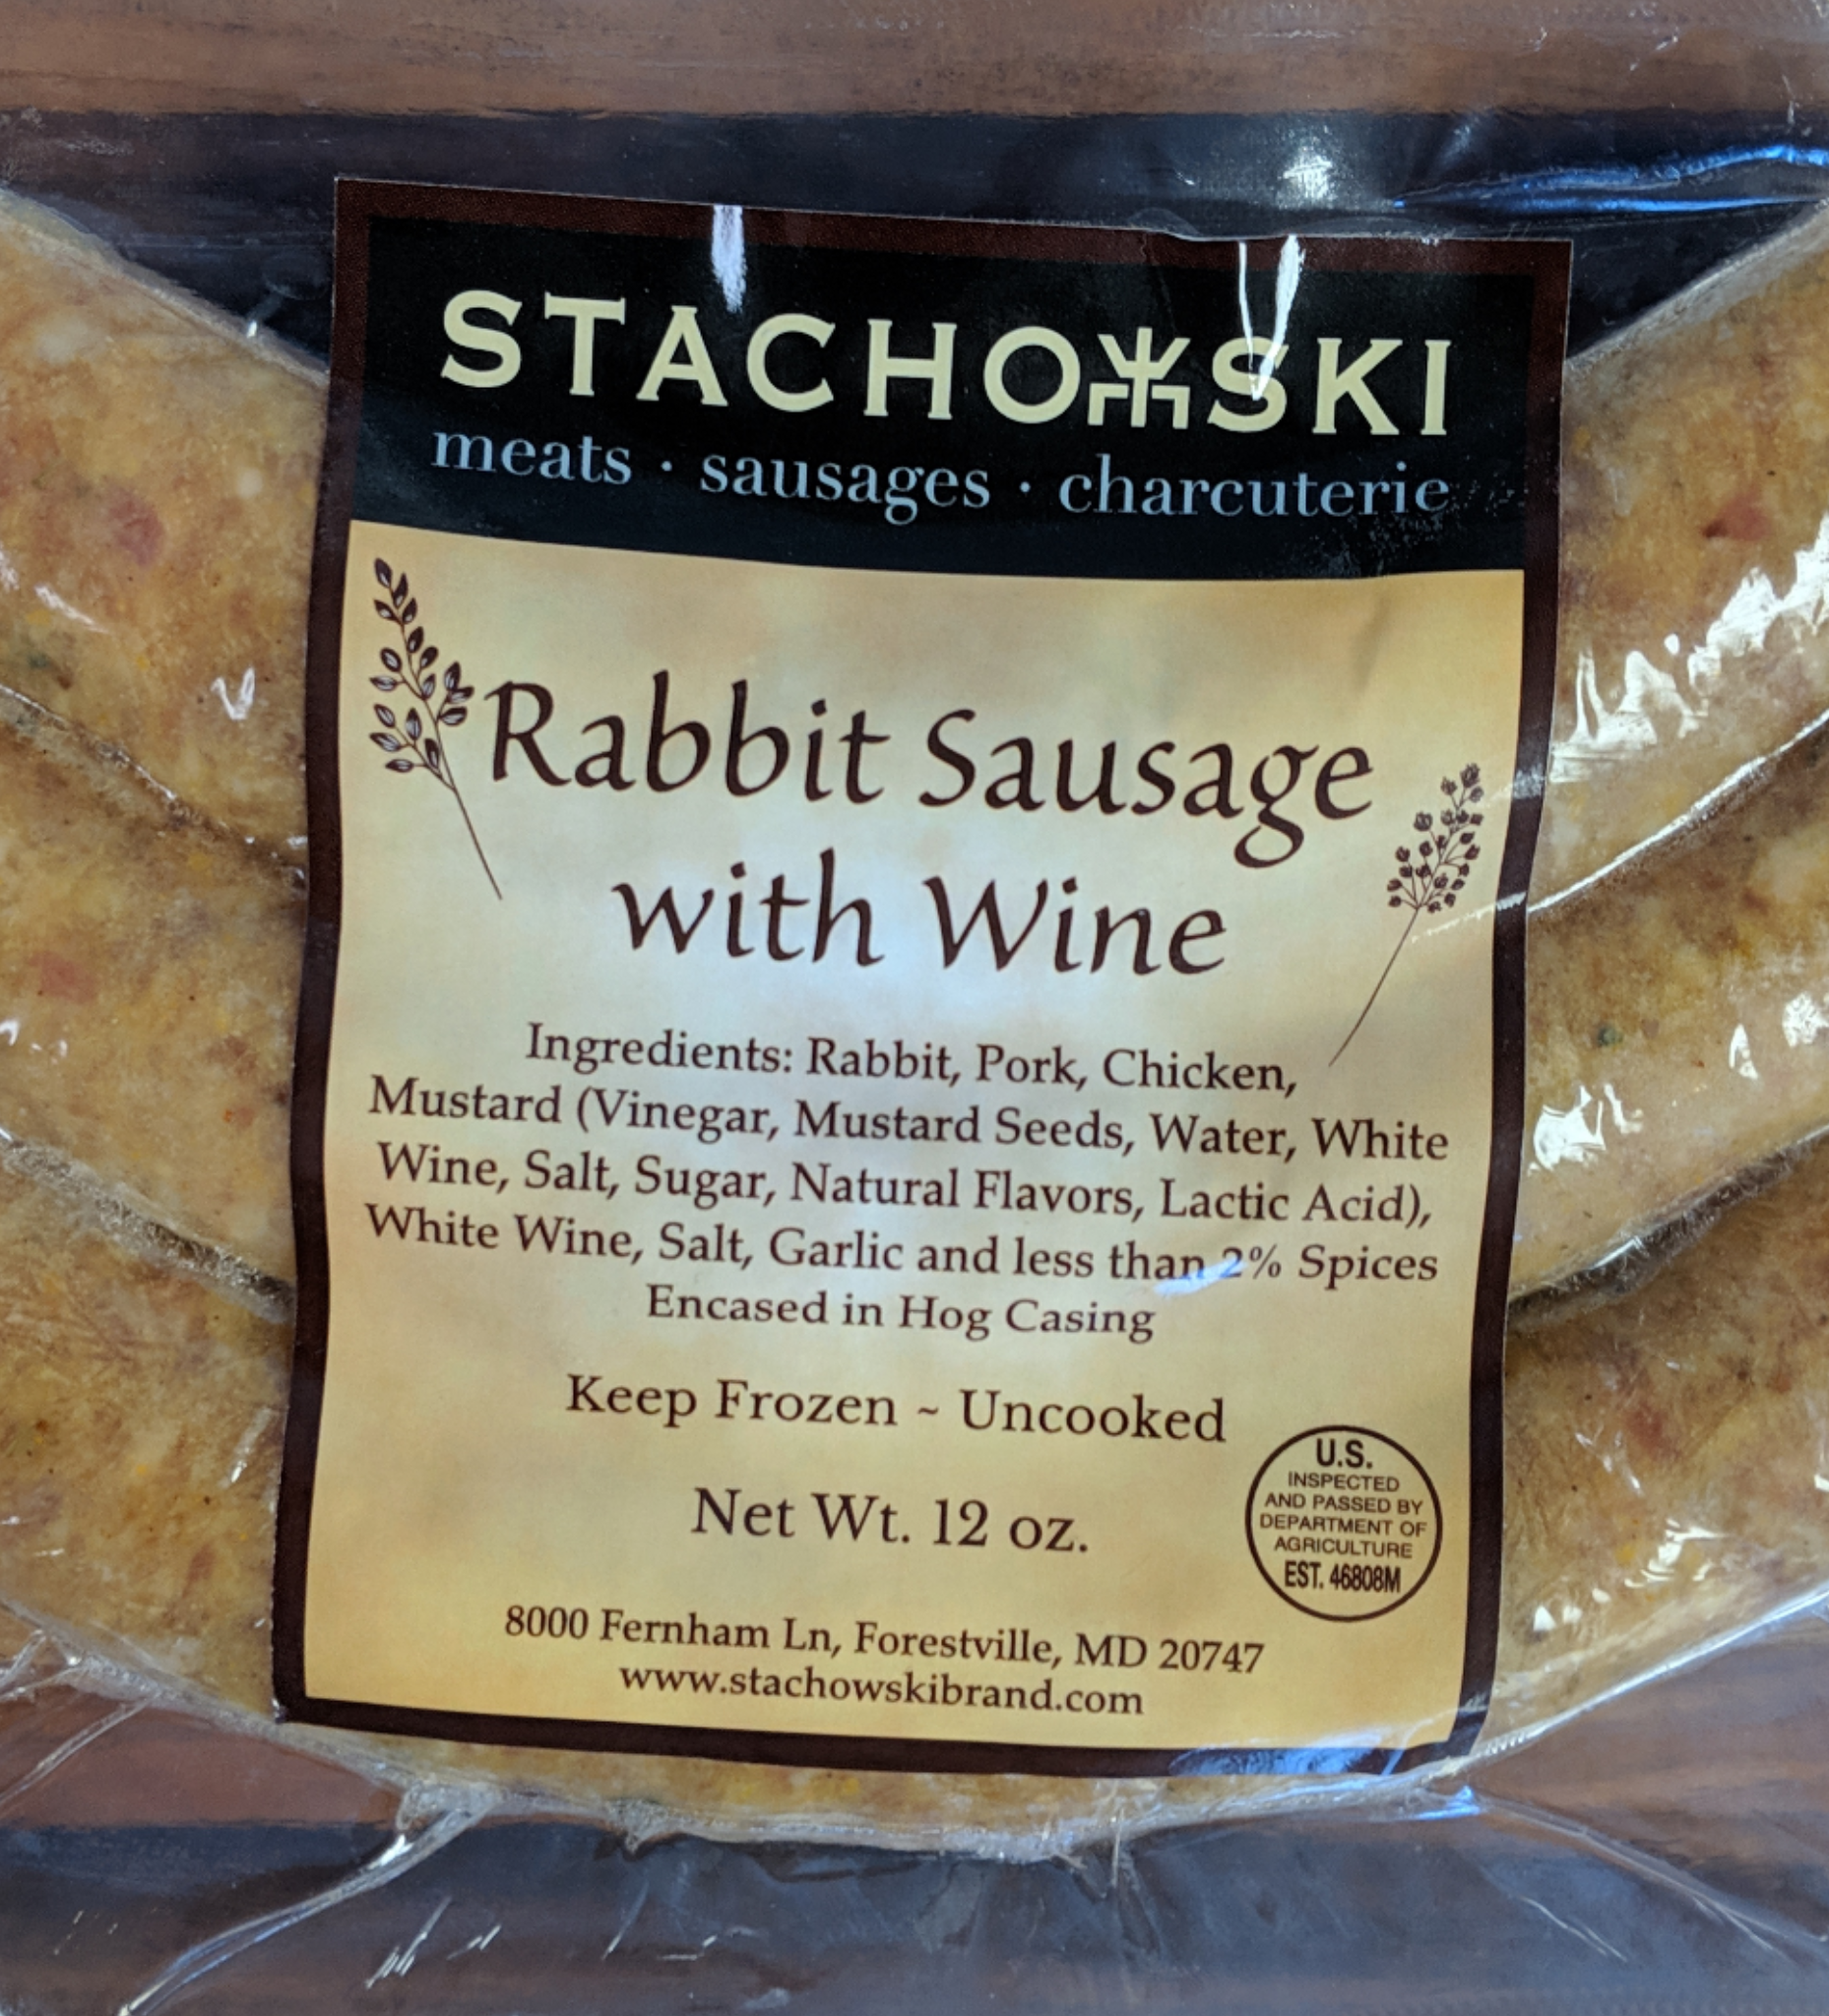 STACHOWSKI
meats · sausages · charcuterie
Rabbit Sausage
with Wine
Ingredients: Rabbit, Pork, Chicken,
Mustard (Vinegar, Mustard Seeds, Water, White
Wine, Salt, Sugar, Natural Flavors, Lactic Acid),
White Wine, Salt, Garlic and less than 2% Spices
Encased in Hog Casing
Keep Frozen ~ Uncooked
Net Wt. 12 oz.
U.S.
INSPECTED
AND PASSED BY
DEPARTMENT OF
AGRICULTURE
EST. 46808M
8000 Fernham Ln, Forestville, MD 20747
www.stachowskibrand.com